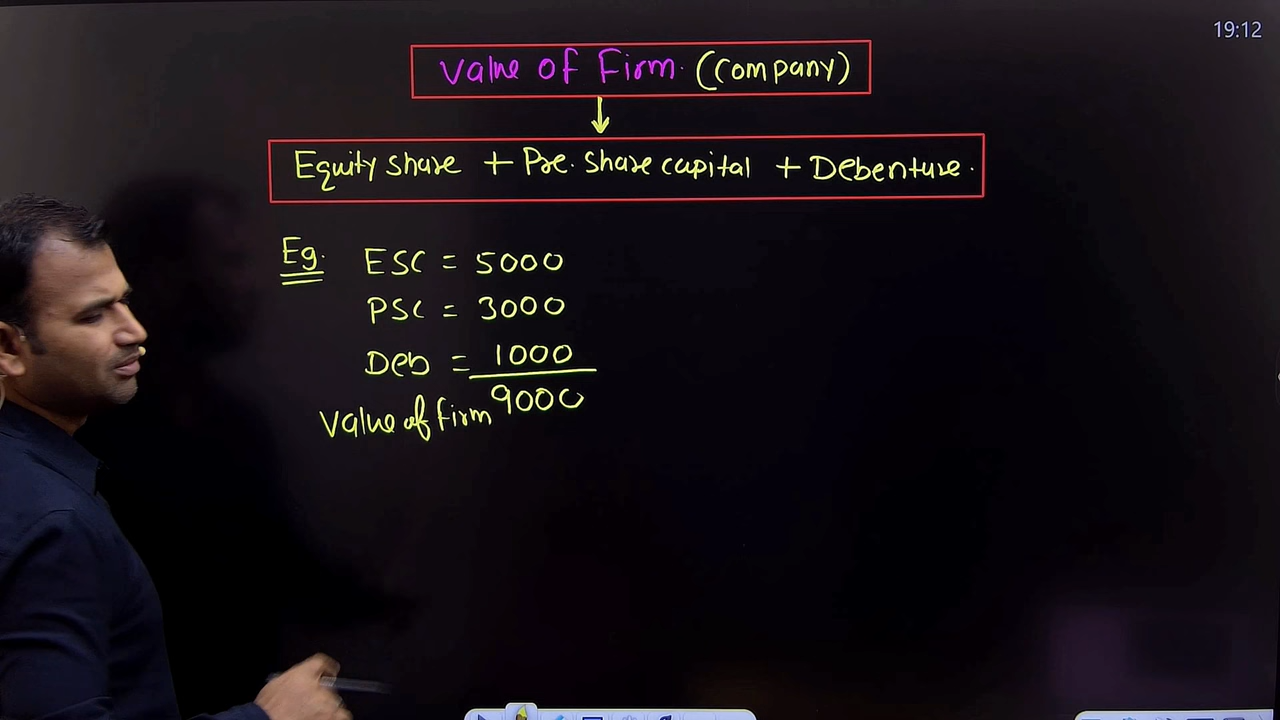 19:12
Value of Firm. (Company)
Equity share + Pre. Share capital + Debenture.
Eg. ESC = 5000
PSC = 3000
Deb = 1000
Value of firm 9000